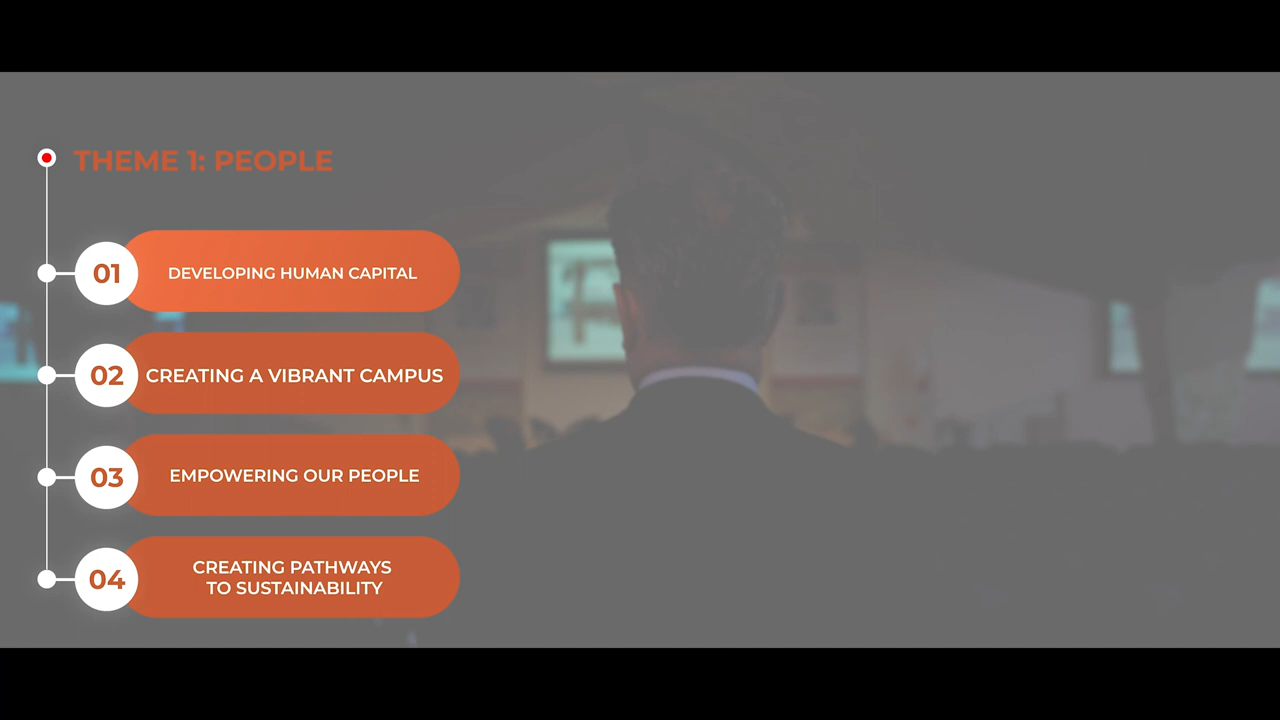 THEME 1: PEOPLE
01
DEVELOPING HUMAN CAPITAL
02
CREATING A VIBRANT CAMPUS
03
EMPOWERING OUR PEOPLE
04
CREATING PATHWAYS
TO SUSTAINABILITY